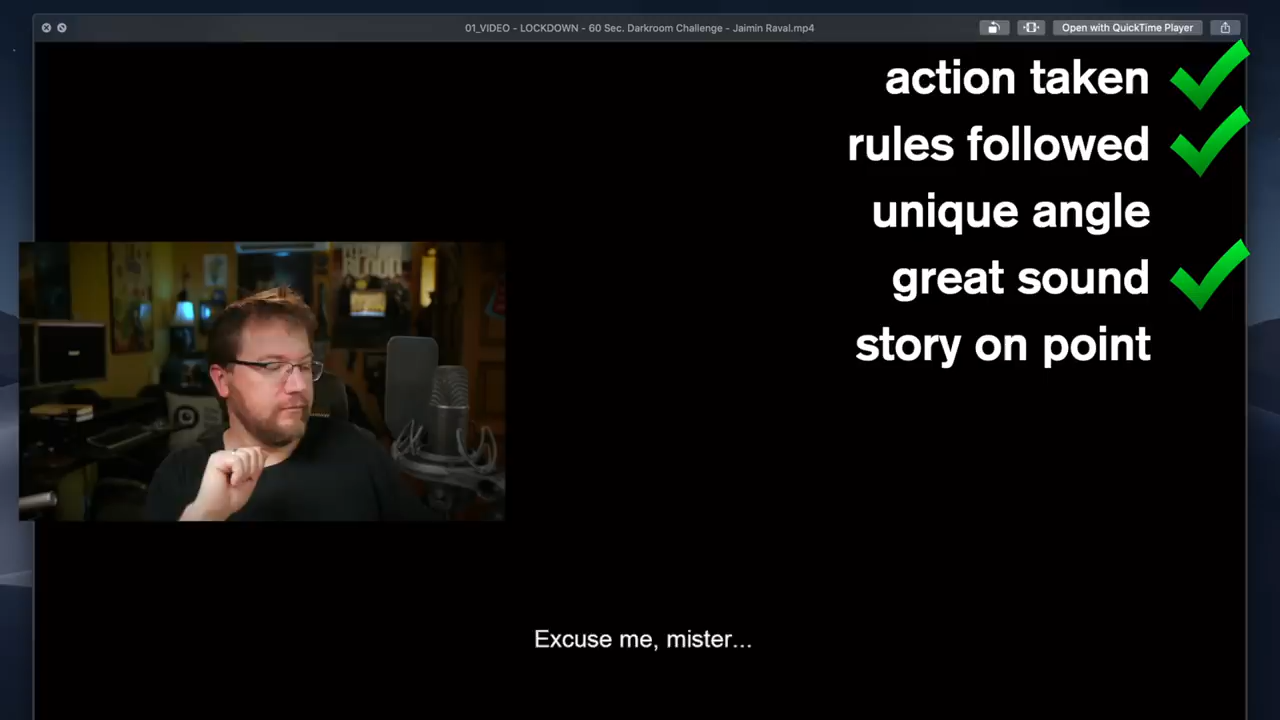 01_VIDEO - LOCKDOWN - 60 Sec. Darkroom Challenge - Jaimin Raval.mp4
Open with QuickTime Player
action taken
rules followed
unique angle
great sound
story on point
Excuse me, mister...